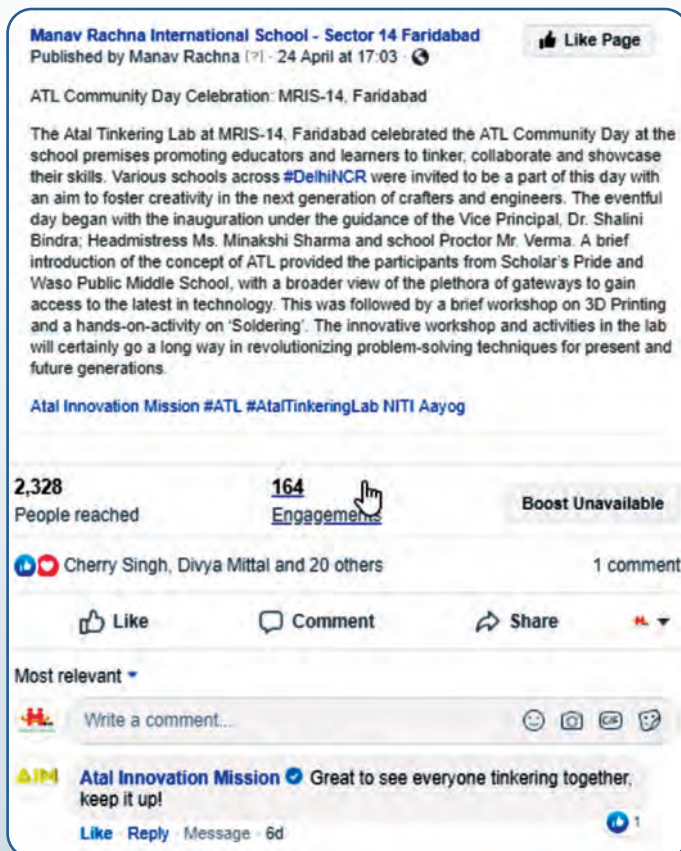 Manav Rachna International School - Sector 14 Faridabad
Like Page
Published by Manav Rachna [?] · 24 April at 17:03 ·
ATL Community Day Celebration: MRIS-14, Faridabad
The Atal Tinkering Lab at MRIS-14, Faridabad celebrated the ATL Community Day at the
school premises promoting educators and learners to tinker, collaborate and showcase
their skills. Various schools across #DelhiNCR were invited to be a part of this day with
an aim to foster creativity in the next generation of crafters and engineers. The eventful
day began with the inauguration under the guidance of the Vice Principal, Dr. Shalini
Bindra; Headmistress Ms. Minakshi Sharma and school Proctor Mr. Verma. A brief
introduction of the concept of ATL provided the participants from Scholar's Pride and
Waso Public Middle School, with a broader view of the plethora of gateways to gain
access to the latest in technology. This was followed by a brief workshop on 3D Printing
and a hands-on-activity on 'Soldering'. The innovative workshop and activities in the lab
will certainly go a long way in revolutionizing problem-solving techniques for present and
future generations.
Atal Innovation Mission #ATL #AtalTinkeringLab NITI Aayog
2,328
People reached
164
Engagements
Boost Unavailable
Cherry Singh, Divya Mittal and 20 others
1 comment
Like
Comment
Share
Most relevant
Write a comment...
GIF
AIM
Atal Innovation Mission Great to see everyone tinkering together,
keep it up!
Like · Reply · Message · 6d
1